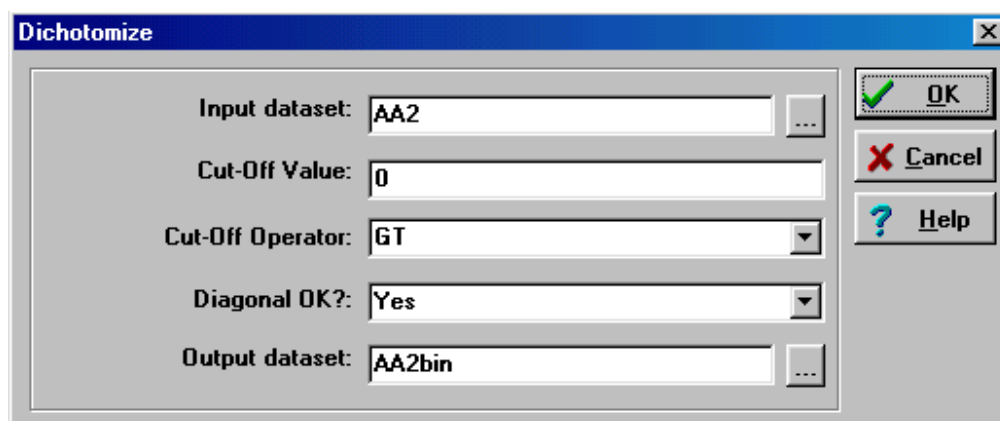 Dichotomize
Input dataset: AA2 ...
Cut-Off Value: 0
Cut-Off Operator: GT
Diagonal OK?: Yes
Output dataset: AA2bin ...
OK
Cancel
? Help